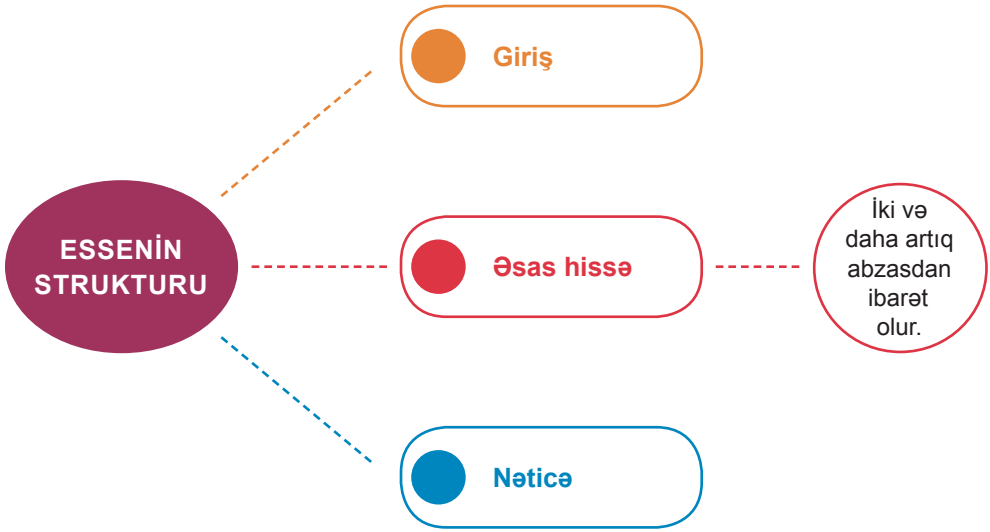 Giriş
ESSENİN
STRUKTURU
Əsas hissə
İki və
daha artıq
abzasdan
ibarət
olur.
Nəticə